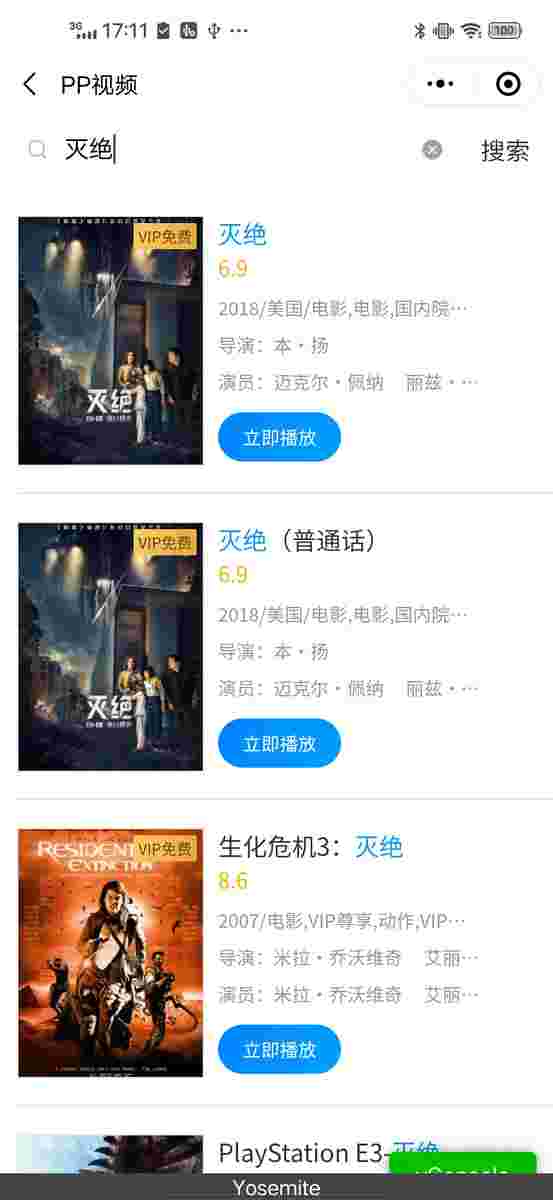 3G 17:11 100
PP视频
灭绝 搜索
VIP免费
灭绝
灭绝
6.9
2018/美国/电影,电影,国内院…
导演：本·扬
演员：迈克尔·佩纳 丽兹·…
立即播放
VIP免费
灭绝
灭绝（普通话）
6.9
2018/美国/电影,电影,国内院…
导演：本·扬
演员：迈克尔·佩纳 丽兹·…
立即播放
VIP免费
EXTINCTION
生化危机3：灭绝
8.6
2007/电影,VIP尊享,动作,VIP…
导演：米拉·乔沃维奇 艾丽…
演员：米拉·乔沃维奇 艾丽…
立即播放
PlayStation E3-灭绝
vConsole
Yosemite